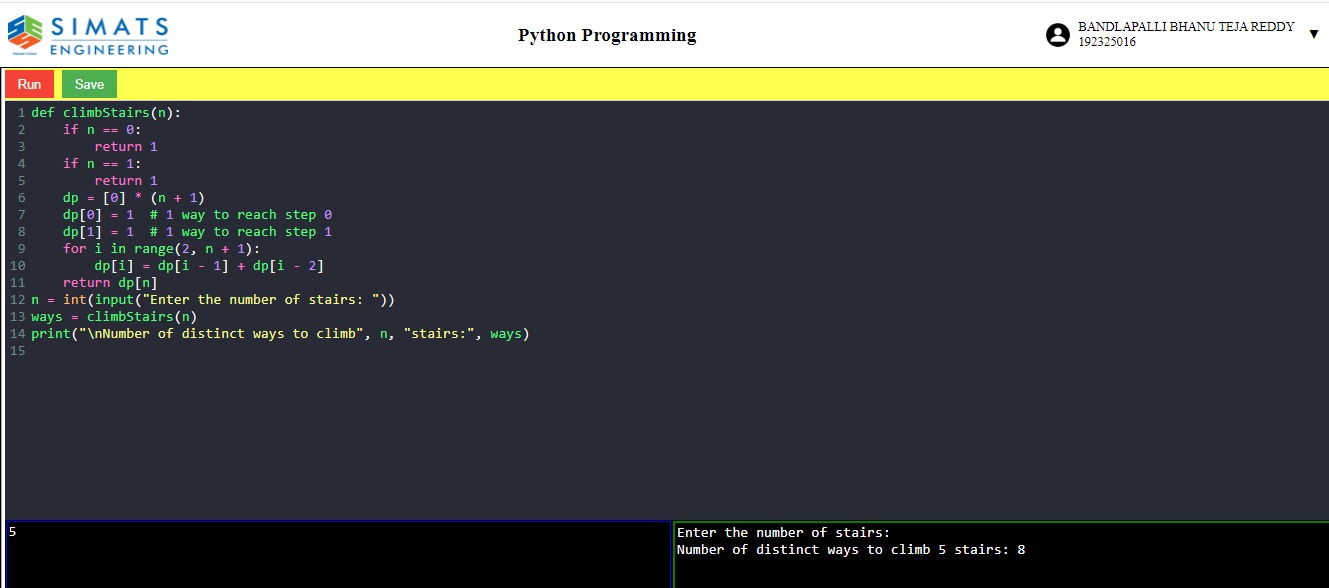 SIMATS
ENGINEERING
Python Programming
BANDLAPALLI BHANU TEJA REDDY
192325016
Run
Save
1 def climbStairs(n):
2     if n == 0:
3         return 1
4     if n == 1:
5         return 1
6     dp = [0] * (n + 1)
7     dp[0] = 1  # 1 way to reach step 0
8     dp[1] = 1  # 1 way to reach step 1
9     for i in range(2, n + 1):
10         dp[i] = dp[i - 1] + dp[i - 2]
11     return dp[n]
12 n = int(input("Enter the number of stairs: "))
13 ways = climbStairs(n)
14 print("\nNumber of distinct ways to climb", n, "stairs:", ways)
15
5
Enter the number of stairs:
Number of distinct ways to climb 5 stairs: 8